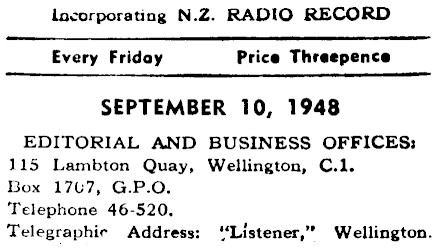 Incorporating N.Z. RADIO RECORD
Every Friday Price Threepence
SEPTEMBER 10, 1948
EDITORIAL AND BUSINESS OFFICES:
115 Lambton Quay, Wellington, C.1.
Box 1707, G.P.O.
Telephone 46-520.
Telegraphic Address: "Listener," Wellington.